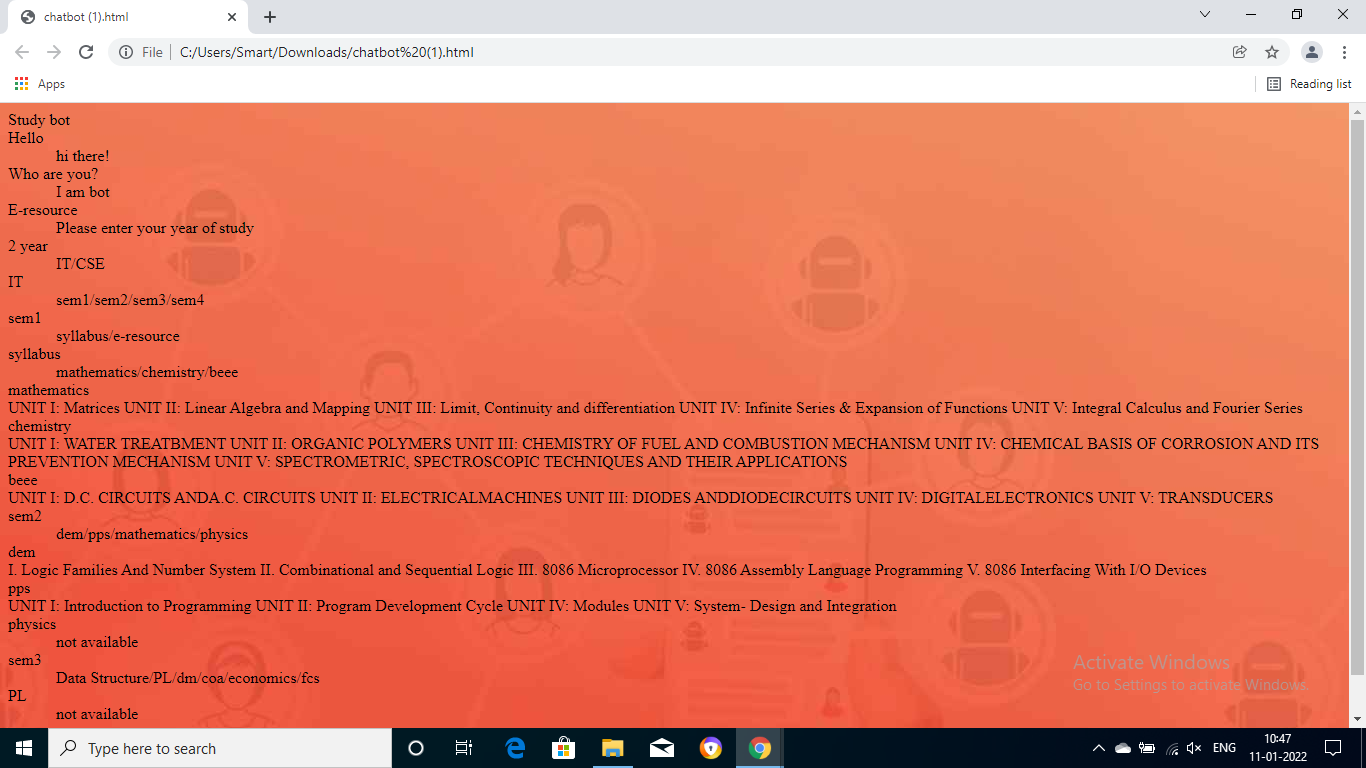 chatbot (1).html
File
C:/Users/Smart/Downloads/chatbot%20(1).html
Apps
Reading list
Study bot
Hello
hi there!
Who are you?
I am bot
E-resource
Please enter your year of study
2 year
IT/CSE
IT
sem1/sem2/sem3/sem4
sem1
syllabus/e-resource
syllabus
mathematics/chemistry/beee
mathematics
UNIT I: Matrices UNIT II: Linear Algebra and Mapping UNIT III: Limit, Continuity and differentiation UNIT IV: Infinite Series & Expansion of Functions UNIT V: Integral Calculus and Fourier Series
chemistry
UNIT I: WATER TREATBMENT UNIT II: ORGANIC POLYMERS UNIT III: CHEMISTRY OF FUEL AND COMBUSTION MECHANISM UNIT IV: CHEMICAL BASIS OF CORROSION AND ITS
PREVENTION MECHANISM UNIT V: SPECTROMETRIC, SPECTROSCOPIC TECHNIQUES AND THEIR APPLICATIONS
beee
UNIT I: D.C. CIRCUITS ANDA.C. CIRCUITS UNIT II: ELECTRICALMACHINES UNIT III: DIODES ANDDIODECIRCUITS UNIT IV: DIGITALELECTRONICS UNIT V: TRANSDUCERS
sem2
dem/pps/mathematics/physics
dem
I. Logic Families And Number System II. Combinational and Sequential Logic III. 8086 Microprocessor IV. 8086 Assembly Language Programming V. 8086 Interfacing With I/O Devices
pps
UNIT I: Introduction to Programming UNIT II: Program Development Cycle UNIT IV: Modules UNIT V: System- Design and Integration
physics
not available
sem3
Data Structure/PL/dm/coa/economics/fcs
PL
not available
Activate Windows
Go to Settings to activate Windows.
Type here to search
ENG
10:47
11-01-2022